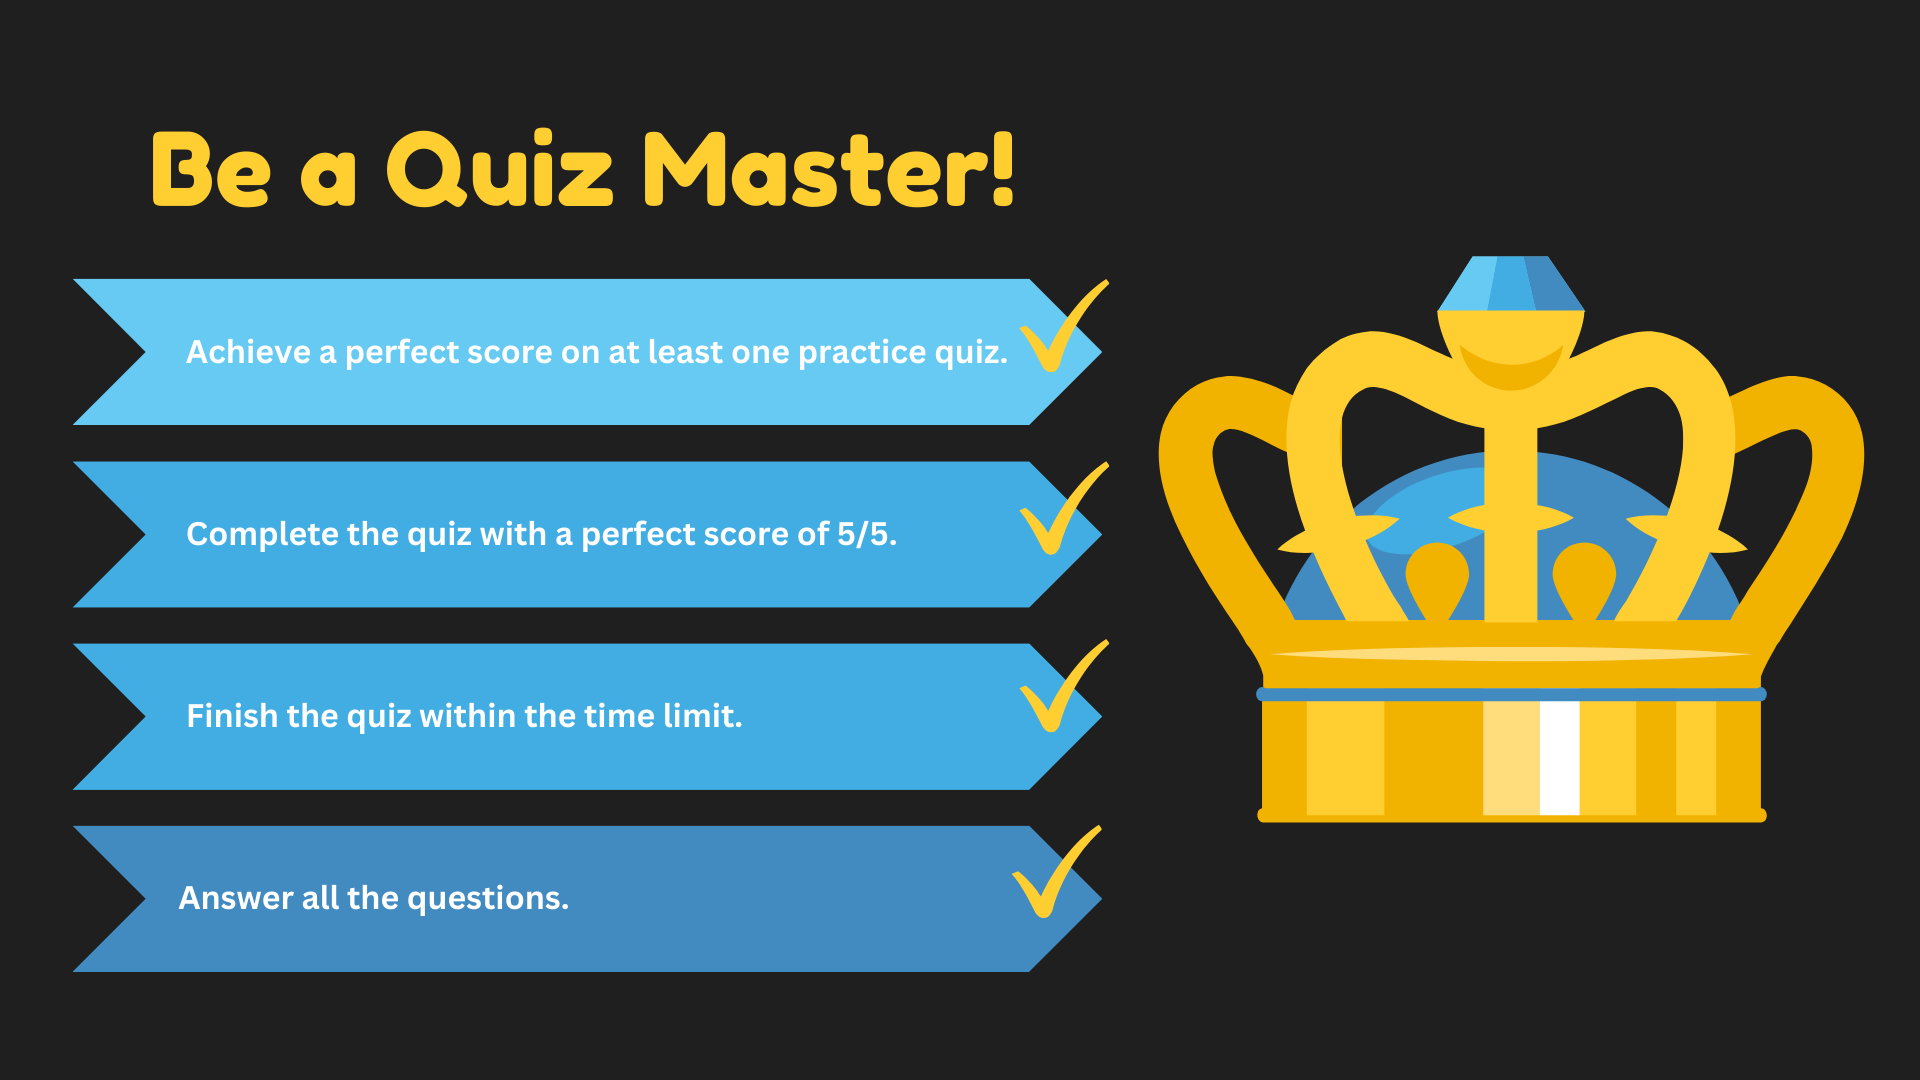 Be a Quiz Master!
Achieve a perfect score on at least one practice quiz.
Complete the quiz with a perfect score of 5/5.
Finish the quiz within the time limit.
Answer all the questions.